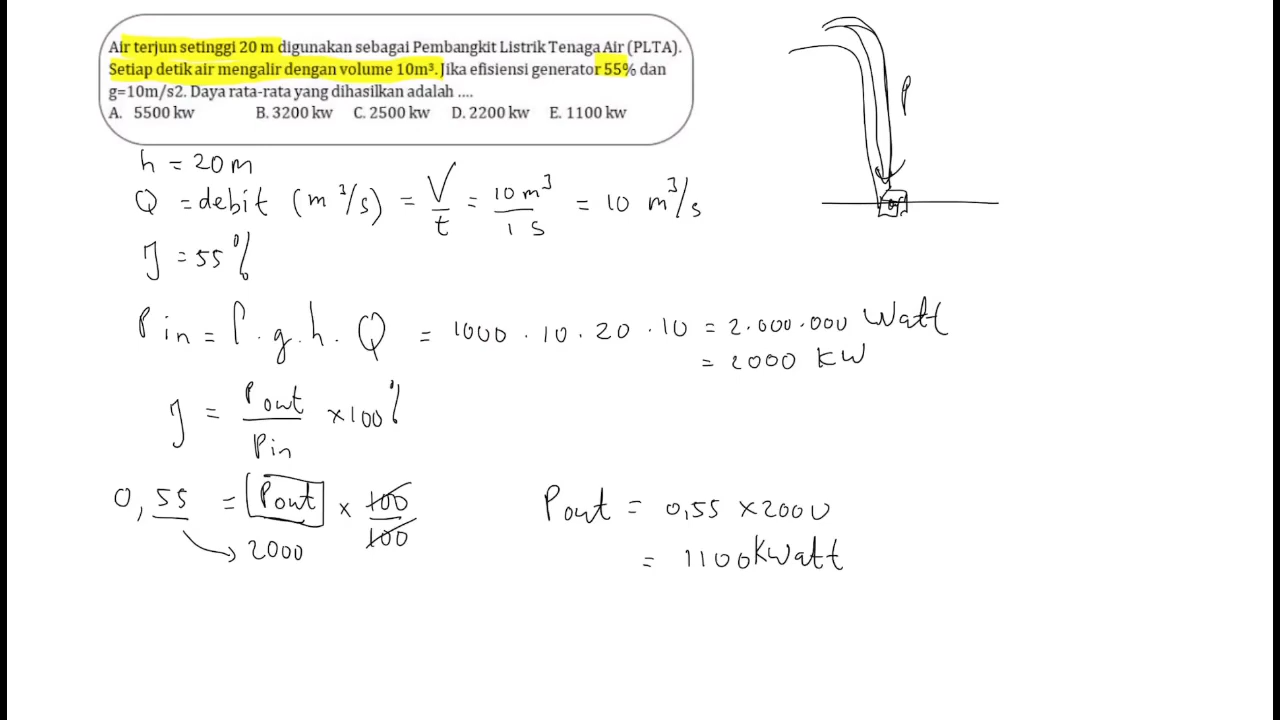 Air terjun setinggi 20 m digunakan sebagai Pembangkit Listrik Tenaga Air (PLTA).
Setiap detik air mengalir dengan volume 10m³. Jika efisiensi generator 55% dan
g=10m/s2. Daya rata-rata yang dihasilkan adalah ....
A. 5500 kw B. 3200 kw C. 2500 kw D. 2200 kw E. 1100 kw
P
h = 20 m
Q = debit (m³/s) = V/t = 10 m³/1 s = 10 m³/s
η = 55%
Pin = ρ . g . h . Q = 1000 . 10 . 20 . 10 = 2.000.000 Watt
= 2000 KW
η = Pout/Pin × 100%
0,55 = Pout/2000 × 100/100
Pout = 0,55 × 2000
= 1100 KWatt